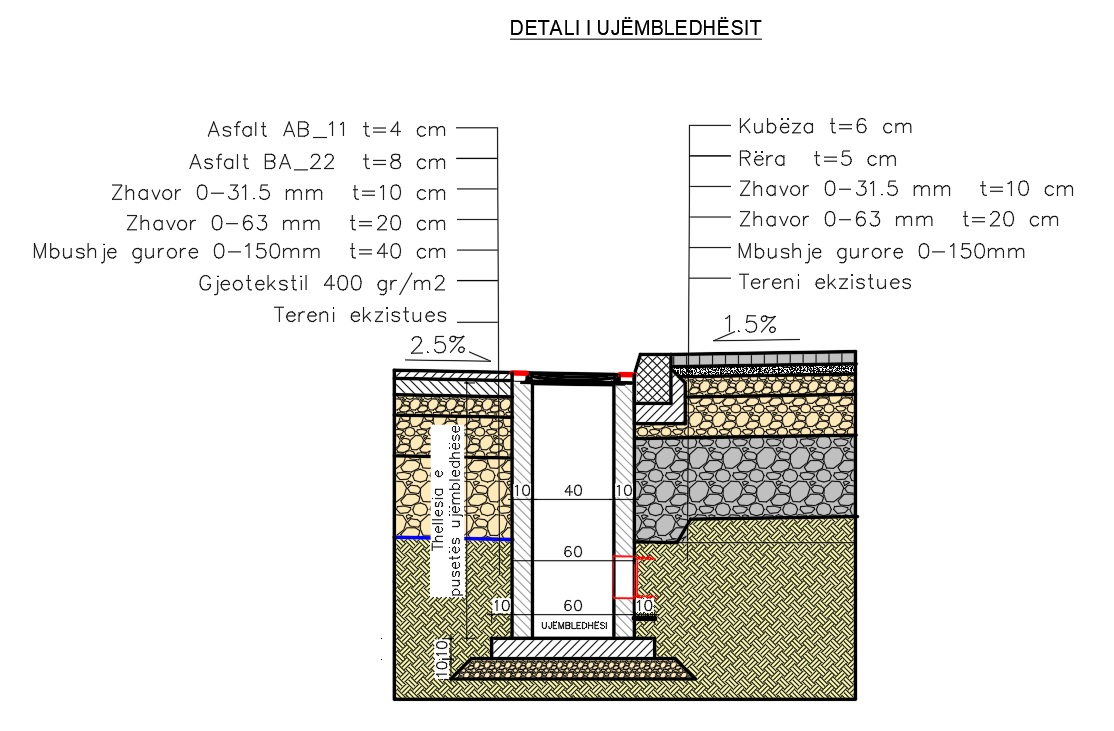 DETALI I UJËMBLEDHËSIT
Asfalt AB_11 t=4 cm
Asfalt BA_22 t=8 cm
Zhavor 0-31.5 mm t=10 cm
Zhavor 0-63 mm t=20 cm
Mbushje gurore 0-150mm t=40 cm
Gjeotekstil 400 gr/m2
Tereni ekzistues
2.5%
Kubëza t=6 cm
Rëra t=5 cm
Zhavor 0-31.5 mm t=10 cm
Zhavor 0-63 mm t=20 cm
Mbushje gurore 0-150mm
Tereni ekzistues
1.5%
Thellesia e
pusetës ujëmbledhëse
10 40 10
60
10 60 10
UJËMBLEDHËSI
10
10